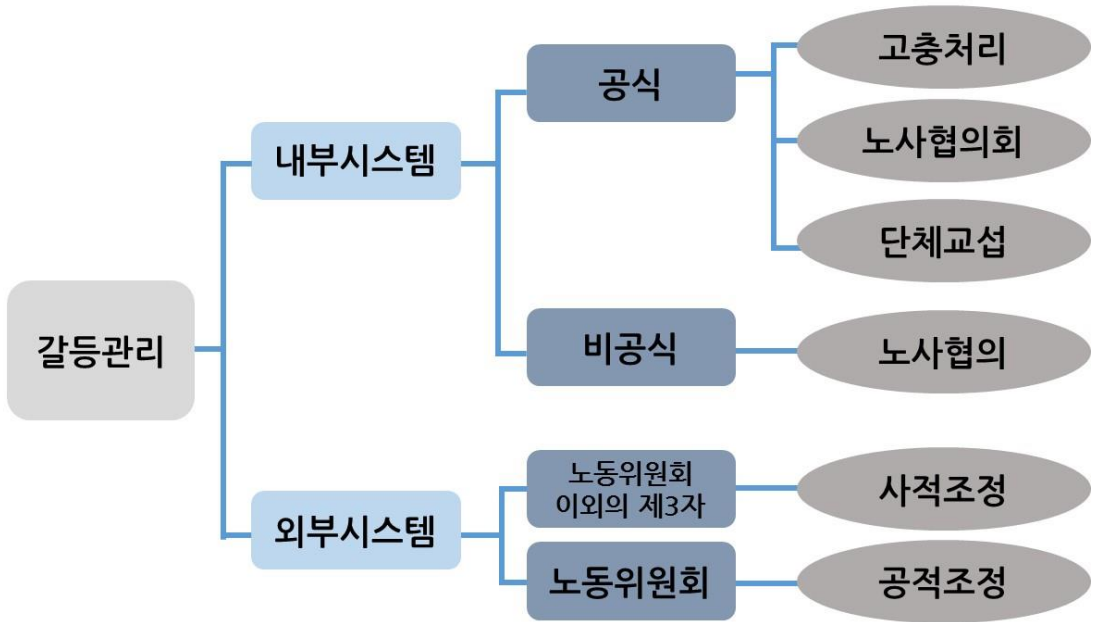 갈등관리
내부시스템
공식
고충처리
노사협의회
단체교섭
비공식
노사협의
외부시스템
노동위원회
이외의 제3자
사적조정
노동위원회
공적조정